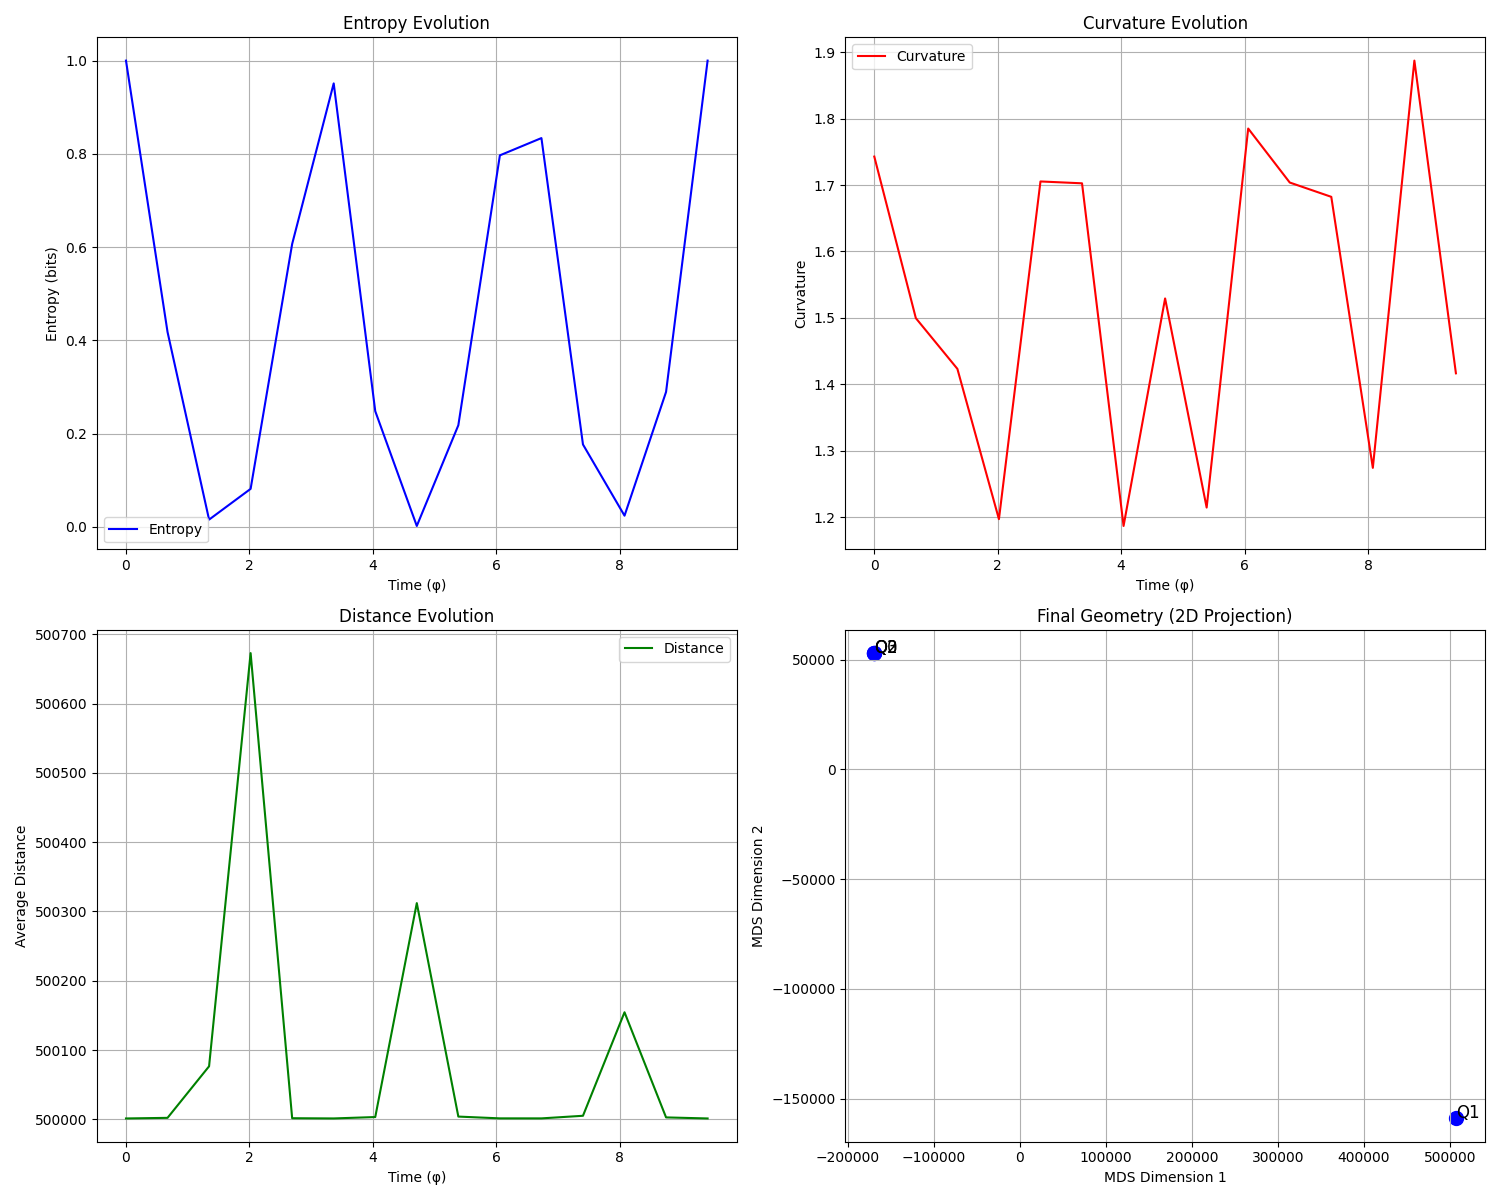 Entropy Evolution
1.0
0.8
0.6
0.4
0.2
0.0
Entropy (bits)
Entropy
0 2 4 6 8
Time (φ)
Curvature Evolution
Curvature
1.9
1.8
1.7
1.6
1.5
1.4
1.3
1.2
Curvature
0 2 4 6 8
Time (φ)
Distance Evolution
Distance
500700
500600
500500
500400
500300
500200
500100
500000
Average Distance
0 2 4 6 8
Time (φ)
Final Geometry (2D Projection)
50000
0
−50000
−100000
−150000
MDS Dimension 2
Q1
−200000 −100000 0 100000 200000 300000 400000 500000
MDS Dimension 1